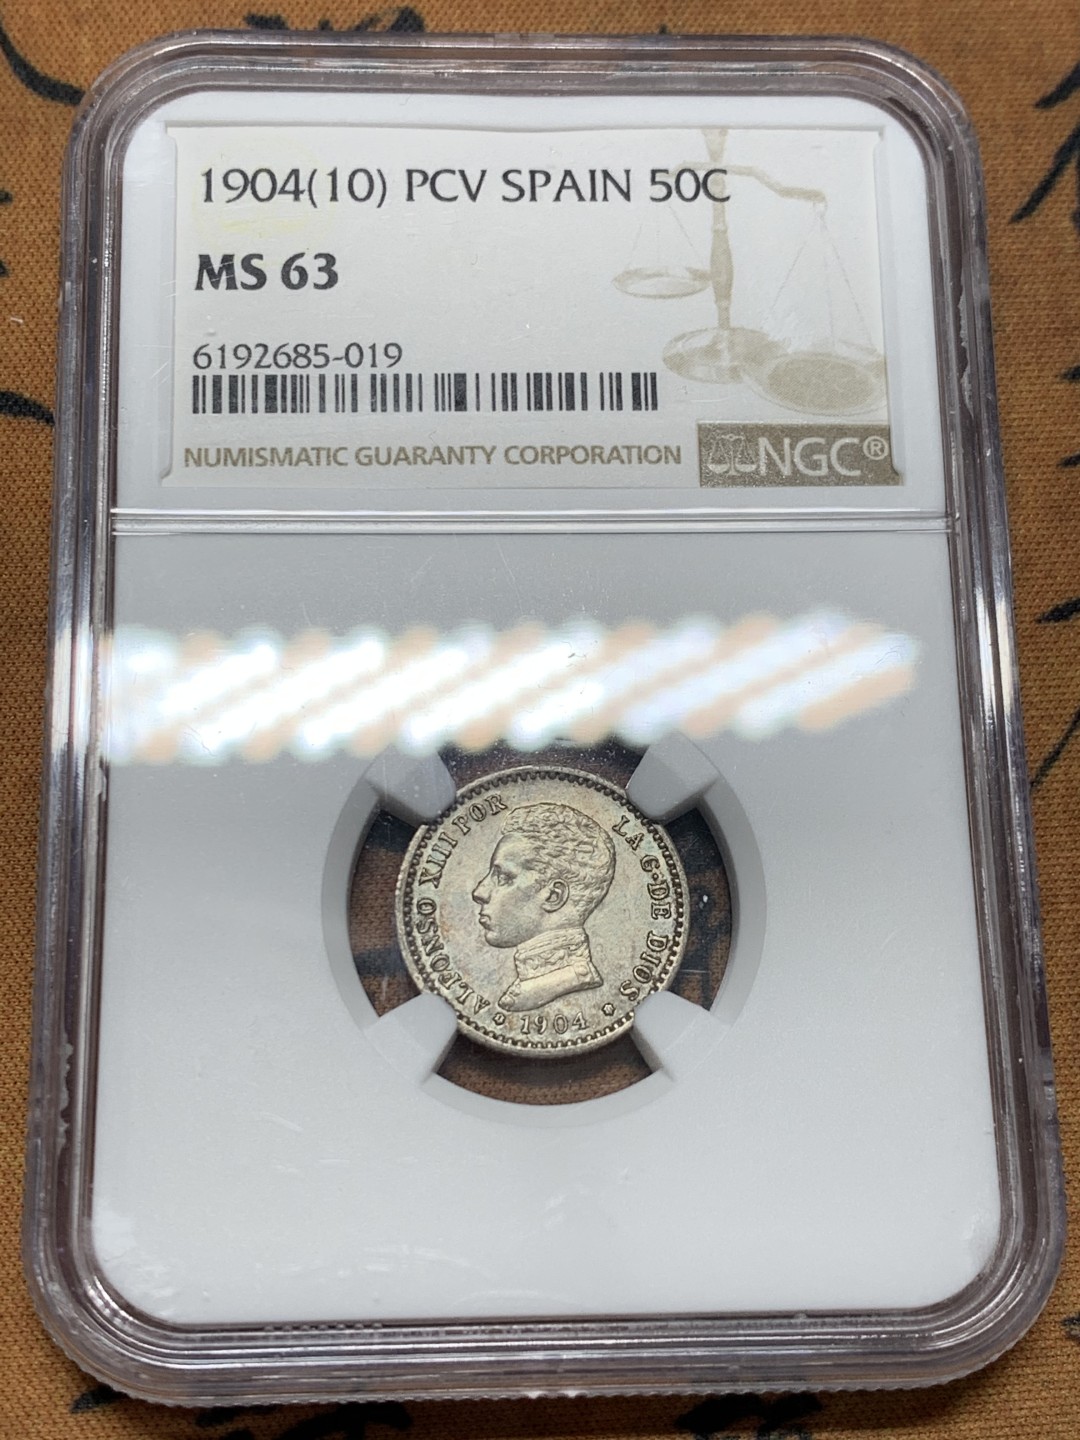 1904(10) PCV SPAIN 50C
MS 63
6192685-019
NUMISMATIC GUARANTY CORPORATION
NGC®
ALFONSO XIII POR LA G·DE DIOS
1904